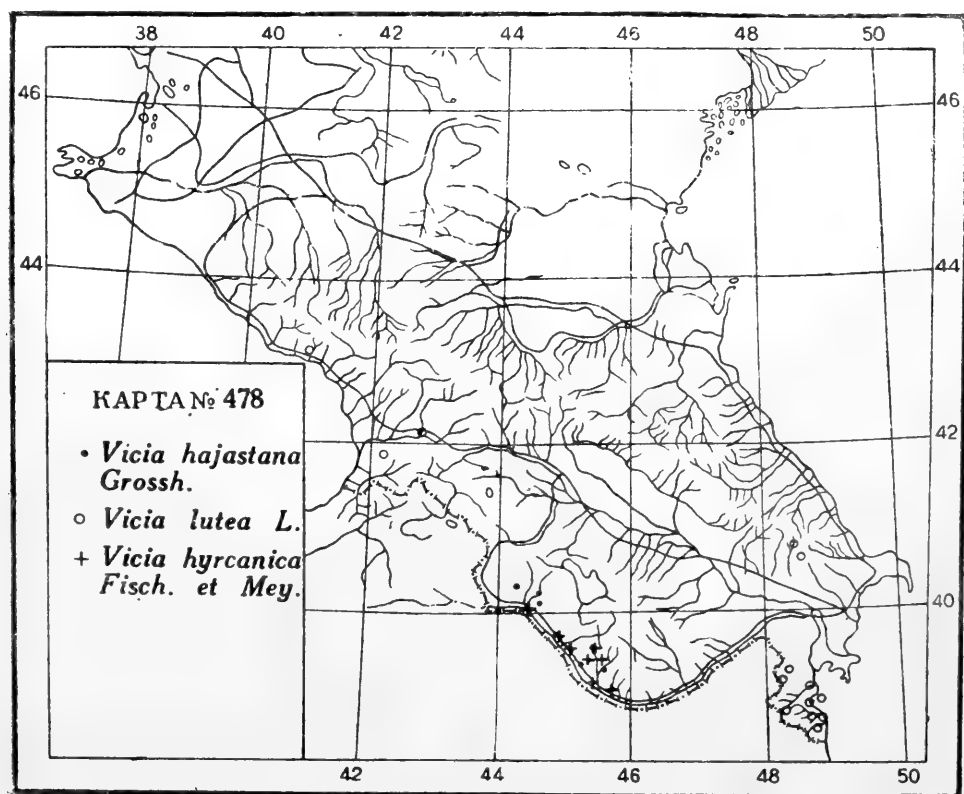 38 40 42 44 46 48 50
46 46
44 44
КАРТА № 478
• Vicia hajastana
Grossh.
○ Vicia lutea L.
+ Vicia hyrcanica
Fisch. et Mey.
42
40
42 44 46 48 50